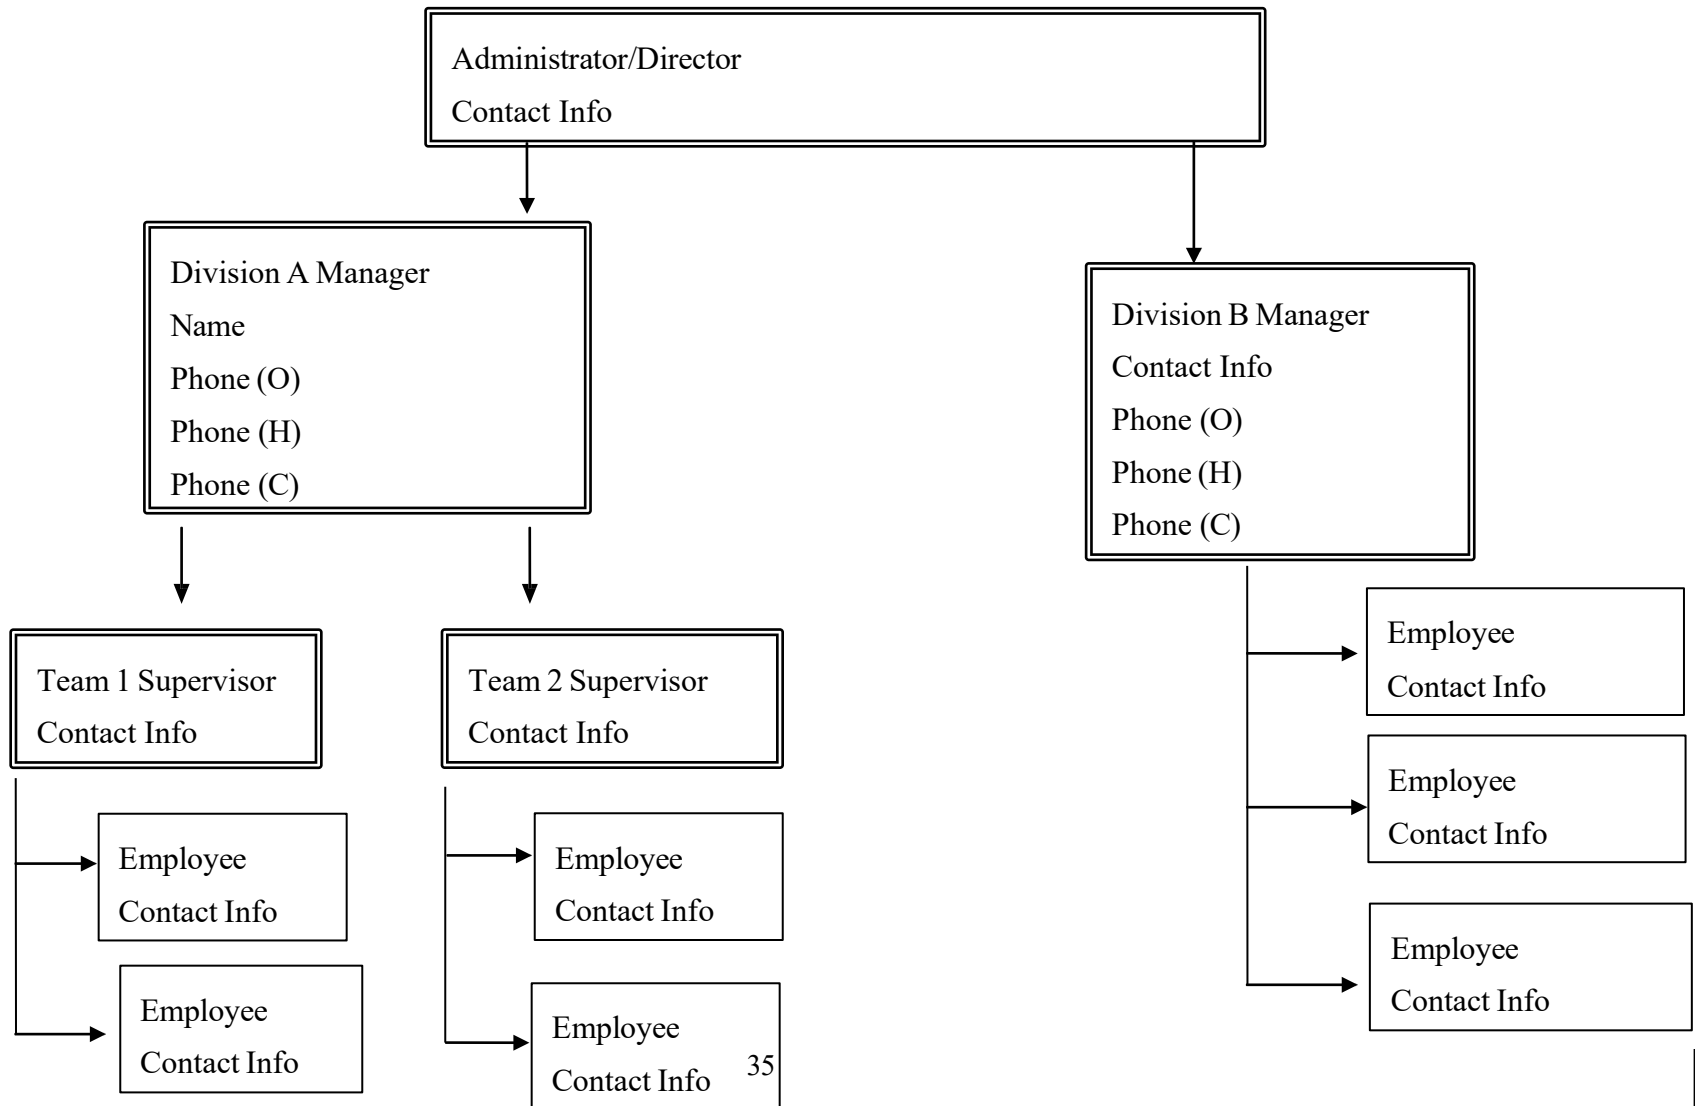 Administrator/Director
Contact Info
Division A Manager
Name
Phone (O)
Phone (H)
Phone (C)
Division B Manager
Contact Info
Phone (O)
Phone (H)
Phone (C)
Team 1 Supervisor
Contact Info
Employee
Contact Info
Employee
Contact Info
Team 2 Supervisor
Contact Info
Employee
Contact Info
Employee
Contact Info
Employee
Contact Info
Employee
Contact Info
Employee
Contact Info
35